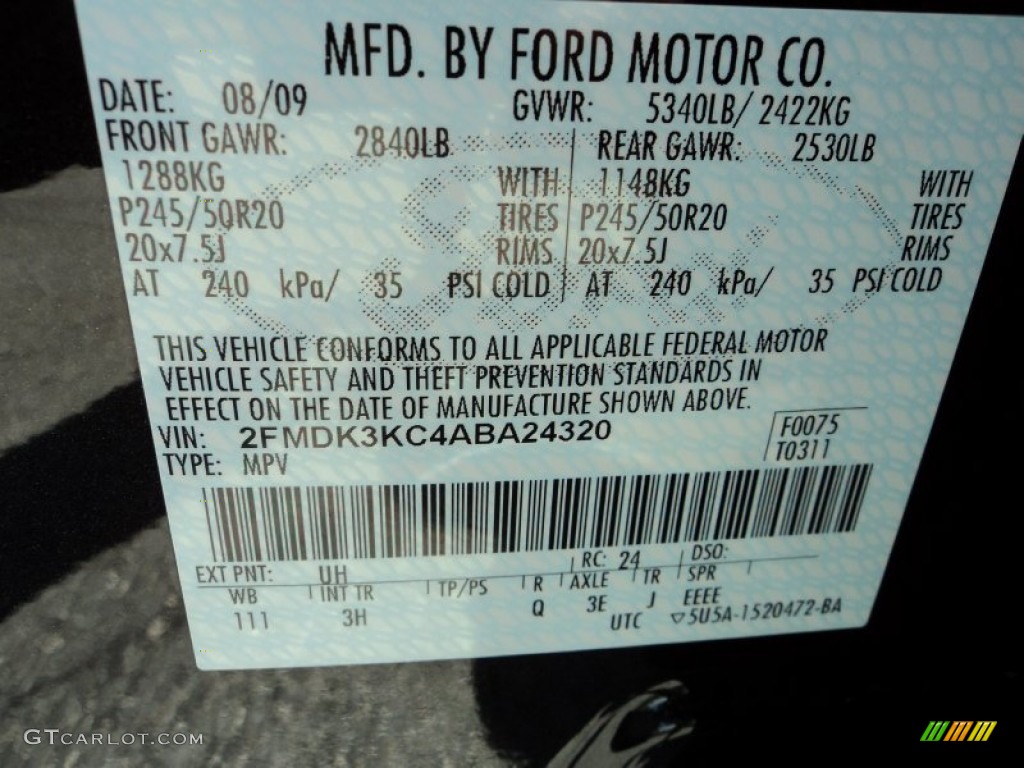 MFD. BY FORD MOTOR CO.
DATE: 08/09 GVWR: 5340LB/ 2422KG
FRONT GAWR: 2840LB REAR GAWR: 2530LB
1288KG WITH 1148KG WITH
P245/50R20 TIRES P245/50R20 TIRES
20x7.5J RIMS 20x7.5J RIMS
AT 240 kPa/ 35 PSI COLD AT 240 kPa/ 35 PSI COLD
THIS VEHICLE CONFORMS TO ALL APPLICABLE FEDERAL MOTOR
VEHICLE SAFETY AND THEFT PREVENTION STANDARDS IN
EFFECT ON THE DATE OF MANUFACTURE SHOWN ABOVE.
VIN: 2FMDK3KC4ABA24320 F0075
TYPE: MPV T0311
EXT PNT: UH RC: 24 DSO:
WB INT TR TP/PS R AXLE TR SPR
111 3H Q 3E J EEEE
UTC ▽5U5A-1520472-BA
GTCARLOT.COM